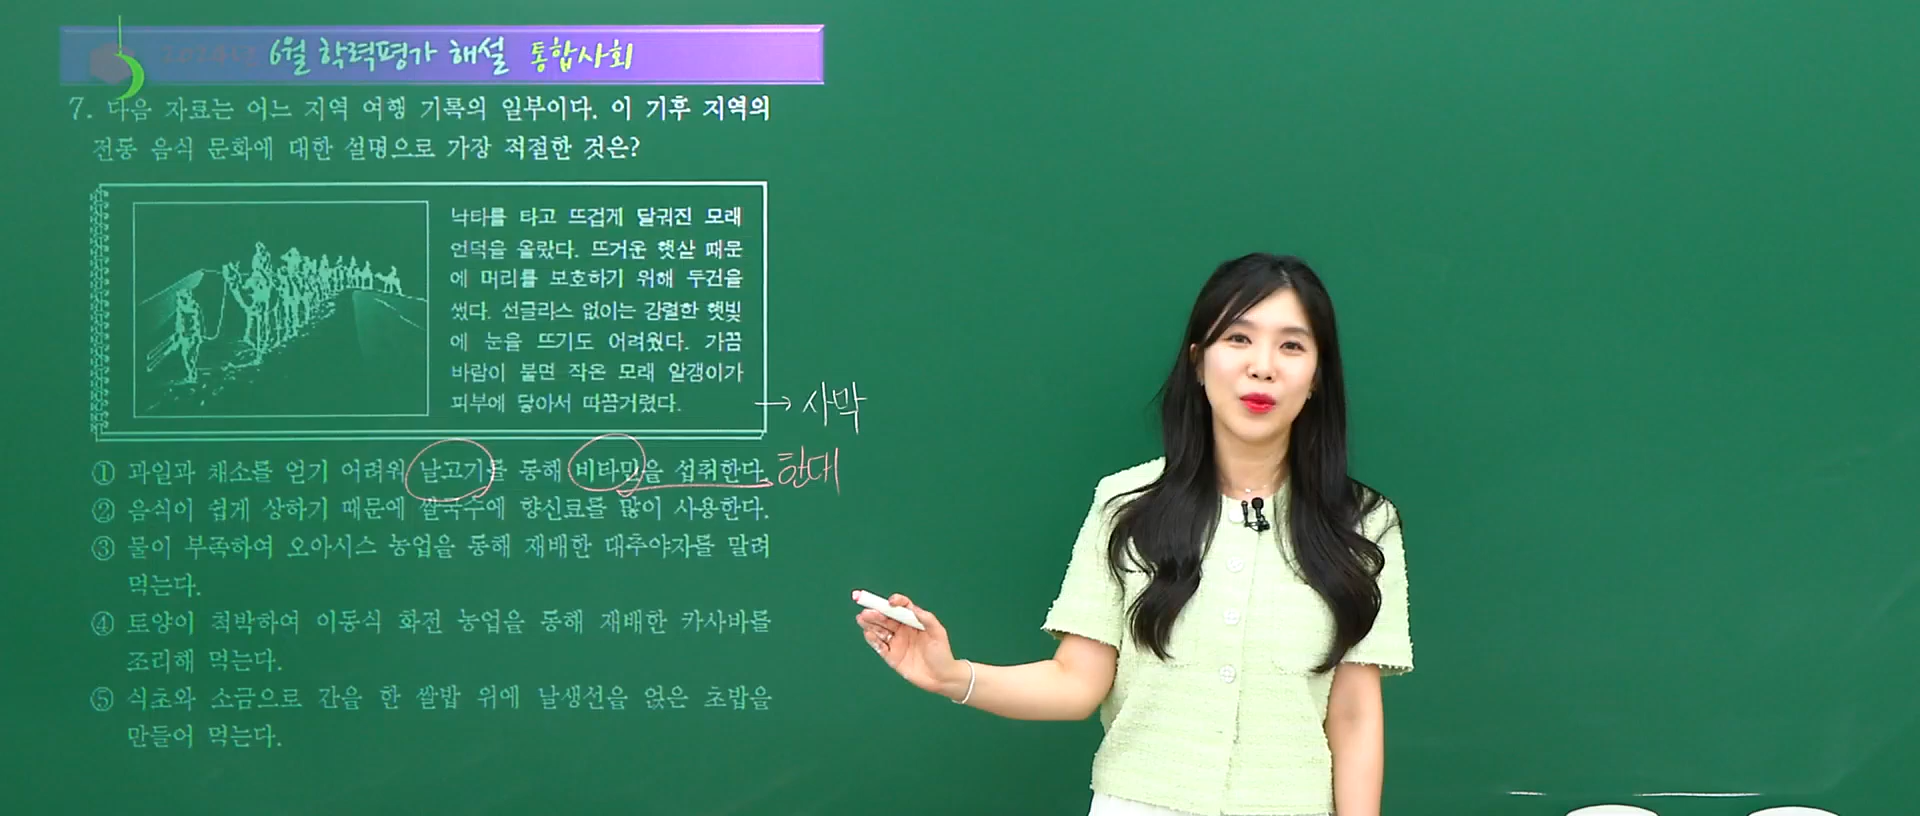 2024년 6월 학력평가 해설 통합사회
7. 다음 자료는 어느 지역 여행 기록의 일부이다. 이 기후 지역의
전통 음식 문화에 대한 설명으로 가장 적절한 것은?
낙타를 타고 뜨겁게 달궈진 모래
언덕을 올랐다. 뜨거운 햇살 때문
에 머리를 보호하기 위해 두건을
썼다. 선글라스 없이는 강렬한 햇빛
에 눈을 뜨기도 어려웠다. 가끔
바람이 불면 작은 모래 알갱이가
피부에 닿아서 따끔거렸다.
→ 사막
① 과일과 채소를 얻기 어려워 날고기를 통해 비타민을 섭취한다. 한대
② 음식이 쉽게 상하기 때문에 쌀국수에 향신료를 많이 사용한다.
③ 물이 부족하여 오아시스 농업을 통해 재배한 대추야자를 말려
먹는다.
④ 토양이 척박하여 이동식 화전 농업을 통해 재배한 카사바를
조리해 먹는다.
⑤ 식초와 소금으로 간을 한 쌀밥 위에 날생선을 얹은 초밥을
만들어 먹는다.